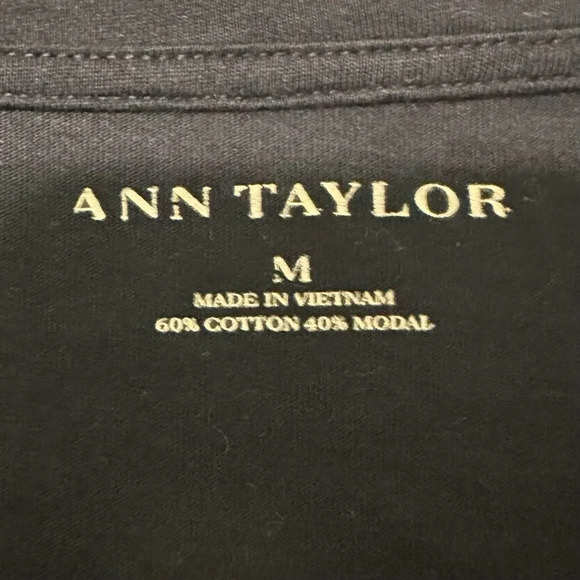 ANN TAYLOR
M
MADE IN VIETNAM
60% COTTON 40% MODAL